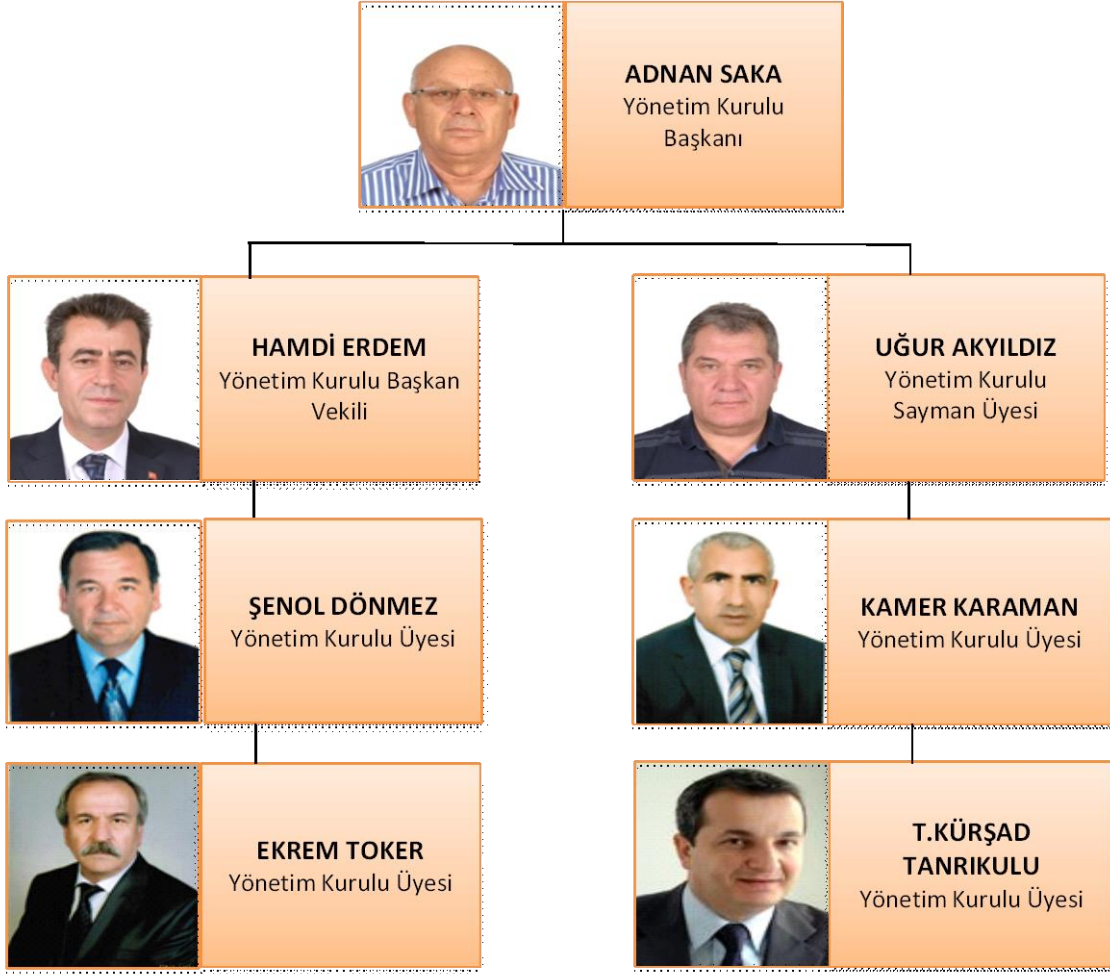 ADNAN SAKA
Yönetim Kurulu
Başkanı
HAMDİ ERDEM
Yönetim Kurulu Başkan
Vekili
UĞUR AKYILDIZ
Yönetim Kurulu
Sayman Üyesi
ŞENOL DÖNMEZ
Yönetim Kurulu Üyesi
KAMER KARAMAN
Yönetim Kurulu Üyesi
EKREM TOKER
Yönetim Kurulu Üyesi
T.KÜRŞAD
TANRIKULU
Yönetim Kurulu Üyesi